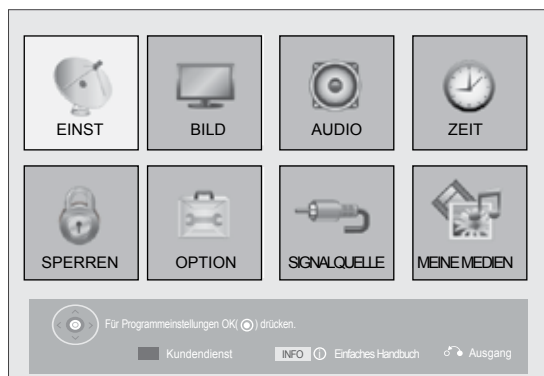 EINST BILD AUDIO ZEIT
SPERREN OPTION SIGNALQUELLE MEINE MEDIEN
Für Programmeinstellungen OK( ) drücken.
Kundendienst INFO i Einfaches Handbuch Ausgang